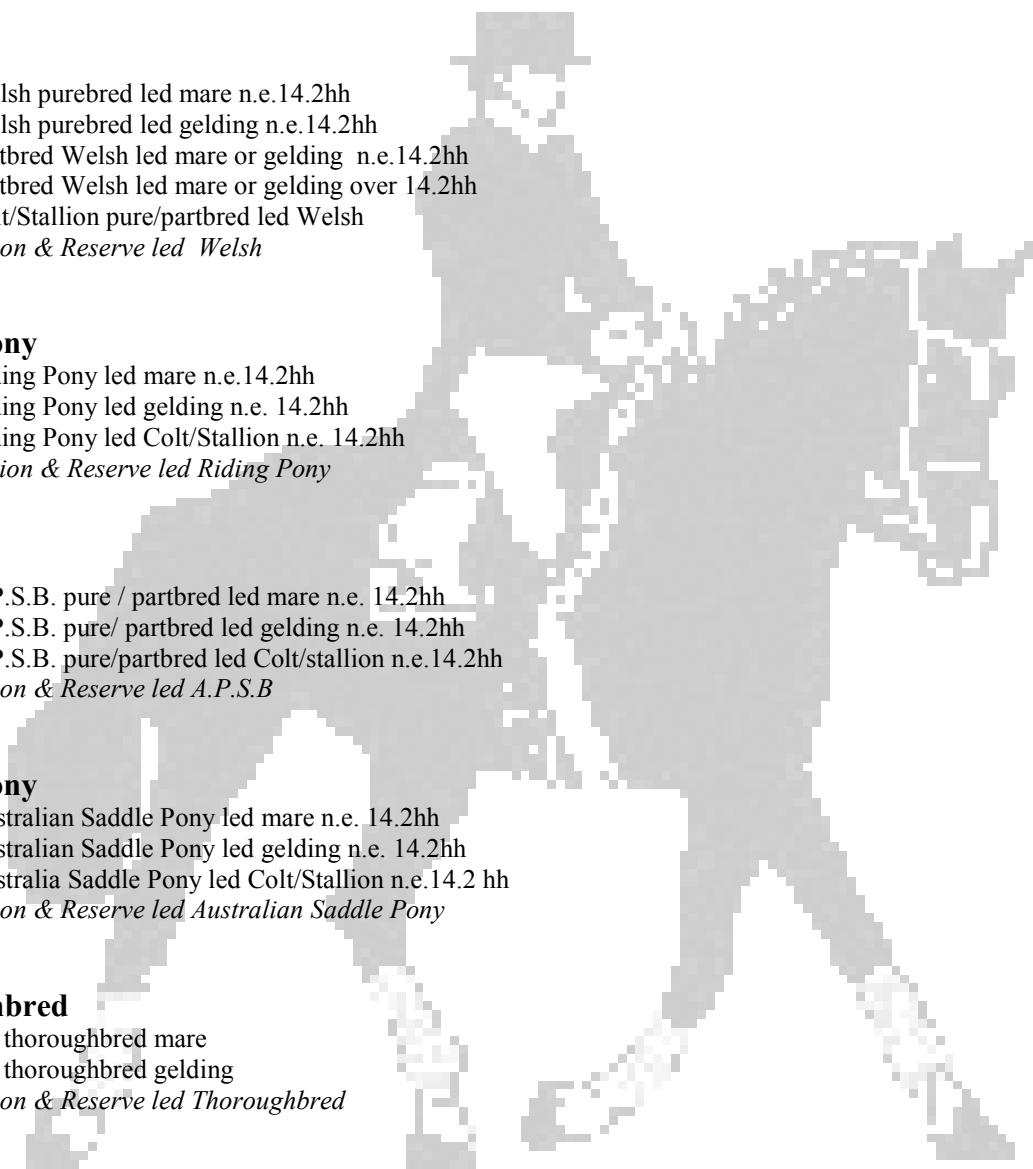 lsh purebred led mare n.e.14.2hh
lsh purebred led gelding n.e.14.2hh
tbred Welsh led mare or gelding n.e.14.2hh
tbred Welsh led mare or gelding over 14.2hh
t/Stallion pure/partbred led Welsh
on & Reserve led Welsh
ony
ling Pony led mare n.e.14.2hh
ling Pony led gelding n.e. 14.2hh
ling Pony led Colt/Stallion n.e. 14.2hh
ion & Reserve led Riding Pony
P.S.B. pure / partbred led mare n.e. 14.2hh
P.S.B. pure/ partbred led gelding n.e. 14.2hh
P.S.B. pure/partbred led Colt/stallion n.e.14.2hh
on & Reserve led A.P.S.B
ony
stralian Saddle Pony led mare n.e. 14.2hh
stralian Saddle Pony led gelding n.e. 14.2hh
stralia Saddle Pony led Colt/Stallion n.e.14.2 hh
on & Reserve led Australian Saddle Pony
hbred
thoroughbred mare
thoroughbred gelding
on & Reserve led Thoroughbred